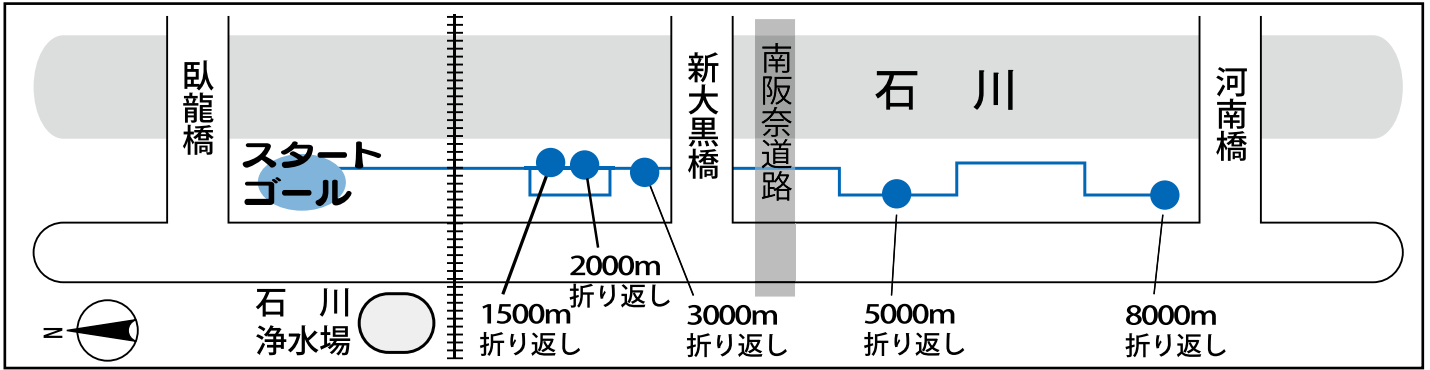 臥龍橋
スタート
ゴール
新大黒橋
南阪奈道路
石　川
河南橋
1500m
折り返し
2000m
折り返し
3000m
折り返し
5000m
折り返し
8000m
折り返し
石　川
浄水場
N